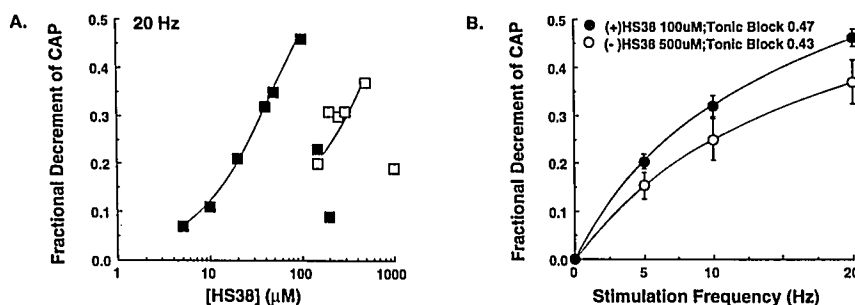 A.
20 Hz
Fractional Decrement of CAP
0.5
0.4
0.3
0.2
0.1
0.0
1
10
100
1000
[HS38] (μM)
B.
(+)HS38 100uM;Tonic Block 0.47
(-)HS38 500uM;Tonic Block 0.43
Fractional Decrement of CAP
0.5
0.4
0.3
0.2
0.1
0.0
0
5
10
20
Stimulation Frequency (Hz)